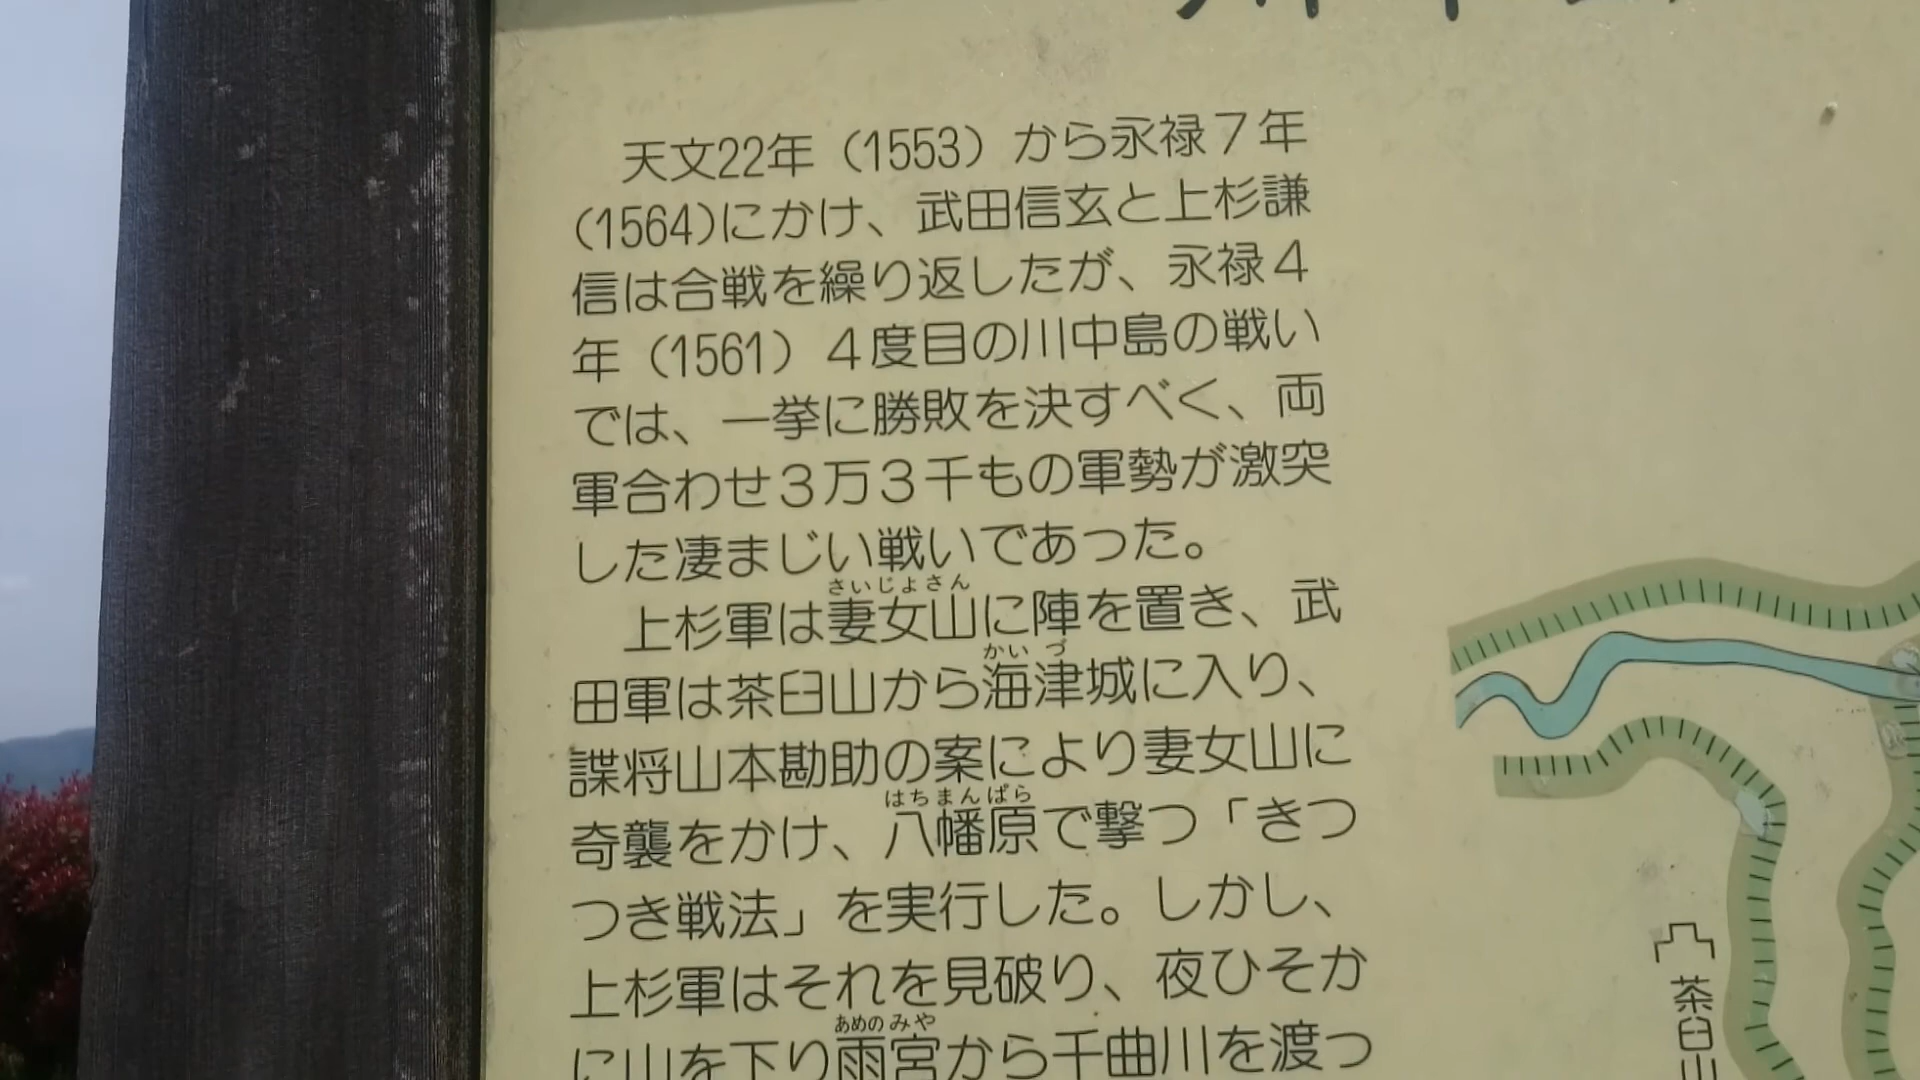 天文22年（1553）から永禄７年
(1564)にかけ、武田信玄と上杉謙
信は合戦を繰り返したが、永禄４
年（1561）４度目の川中島の戦い
では、一挙に勝敗を決すべく、両
軍合わせ３万３千もの軍勢が激突
した凄まじい戦いであった。
さいじょさん
上杉軍は妻女山に陣を置き、武
かいづ
田軍は茶臼山から海津城に入り、
諜将山本勘助の案により妻女山に
はちまんぱら
奇襲をかけ、八幡原で撃つ「きつ
つき戦法」を実行した。しかし、
上杉軍はそれを見破り、夜ひそか
あめのみや
に山を下り雨宮から千曲川を渡っ
茶臼山